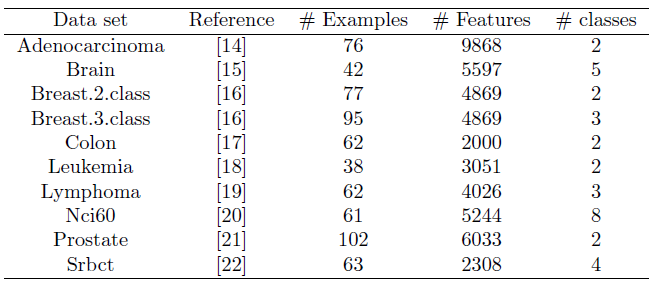 Data set Reference # Examples # Features # classes
Adenocarcinoma [14] 76 9868 2
Brain [15] 42 5597 5
Breast.2.class [16] 77 4869 2
Breast.3.class [16] 95 4869 3
Colon [17] 62 2000 2
Leukemia [18] 38 3051 2
Lymphoma [19] 62 4026 3
Nci60 [20] 61 5244 8
Prostate [21] 102 6033 2
Srbct [22] 63 2308 4